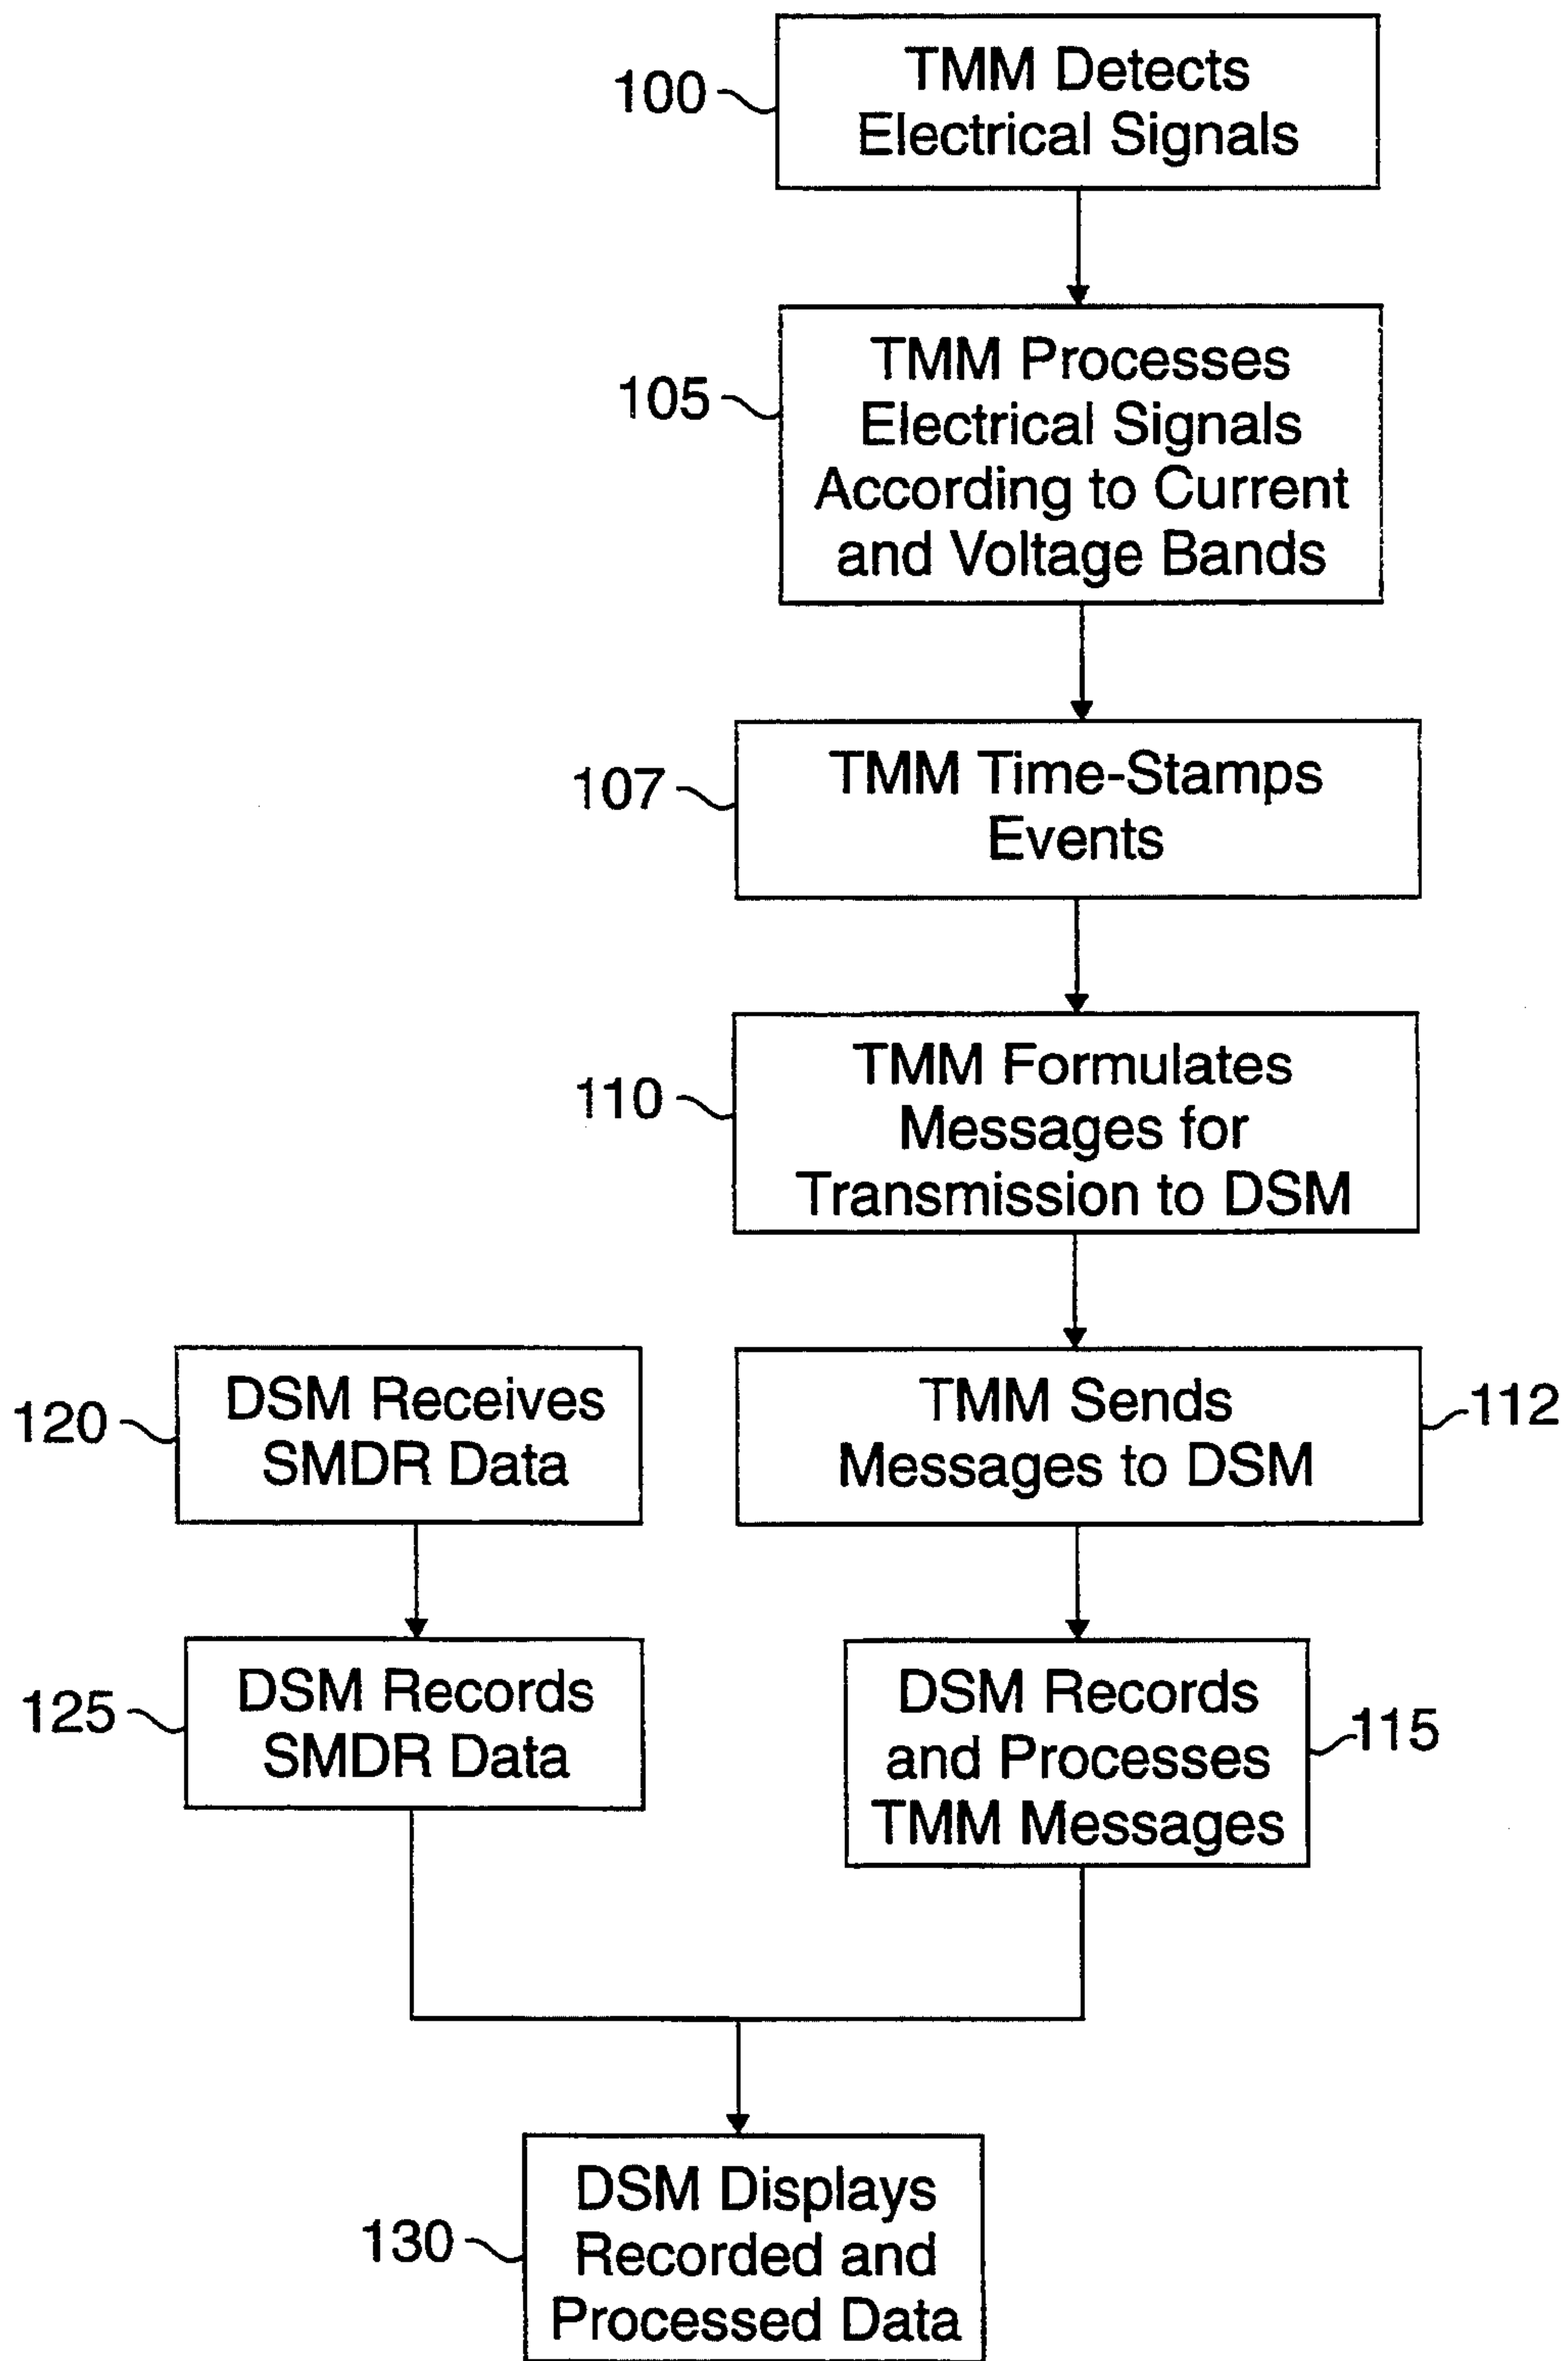 100
TMM Detects
Electrical Signals
105
TMM Processes
Electrical Signals
According to Current
and Voltage Bands
107
TMM Time-Stamps
Events
110
TMM Formulates
Messages for
Transmission to DSM
120
DSM Receives
SMDR Data
TMM Sends
Messages to DSM
112
125
DSM Records
SMDR Data
DSM Records
and Processes
TMM Messages
115
130
DSM Displays
Recorded and
Processed Data